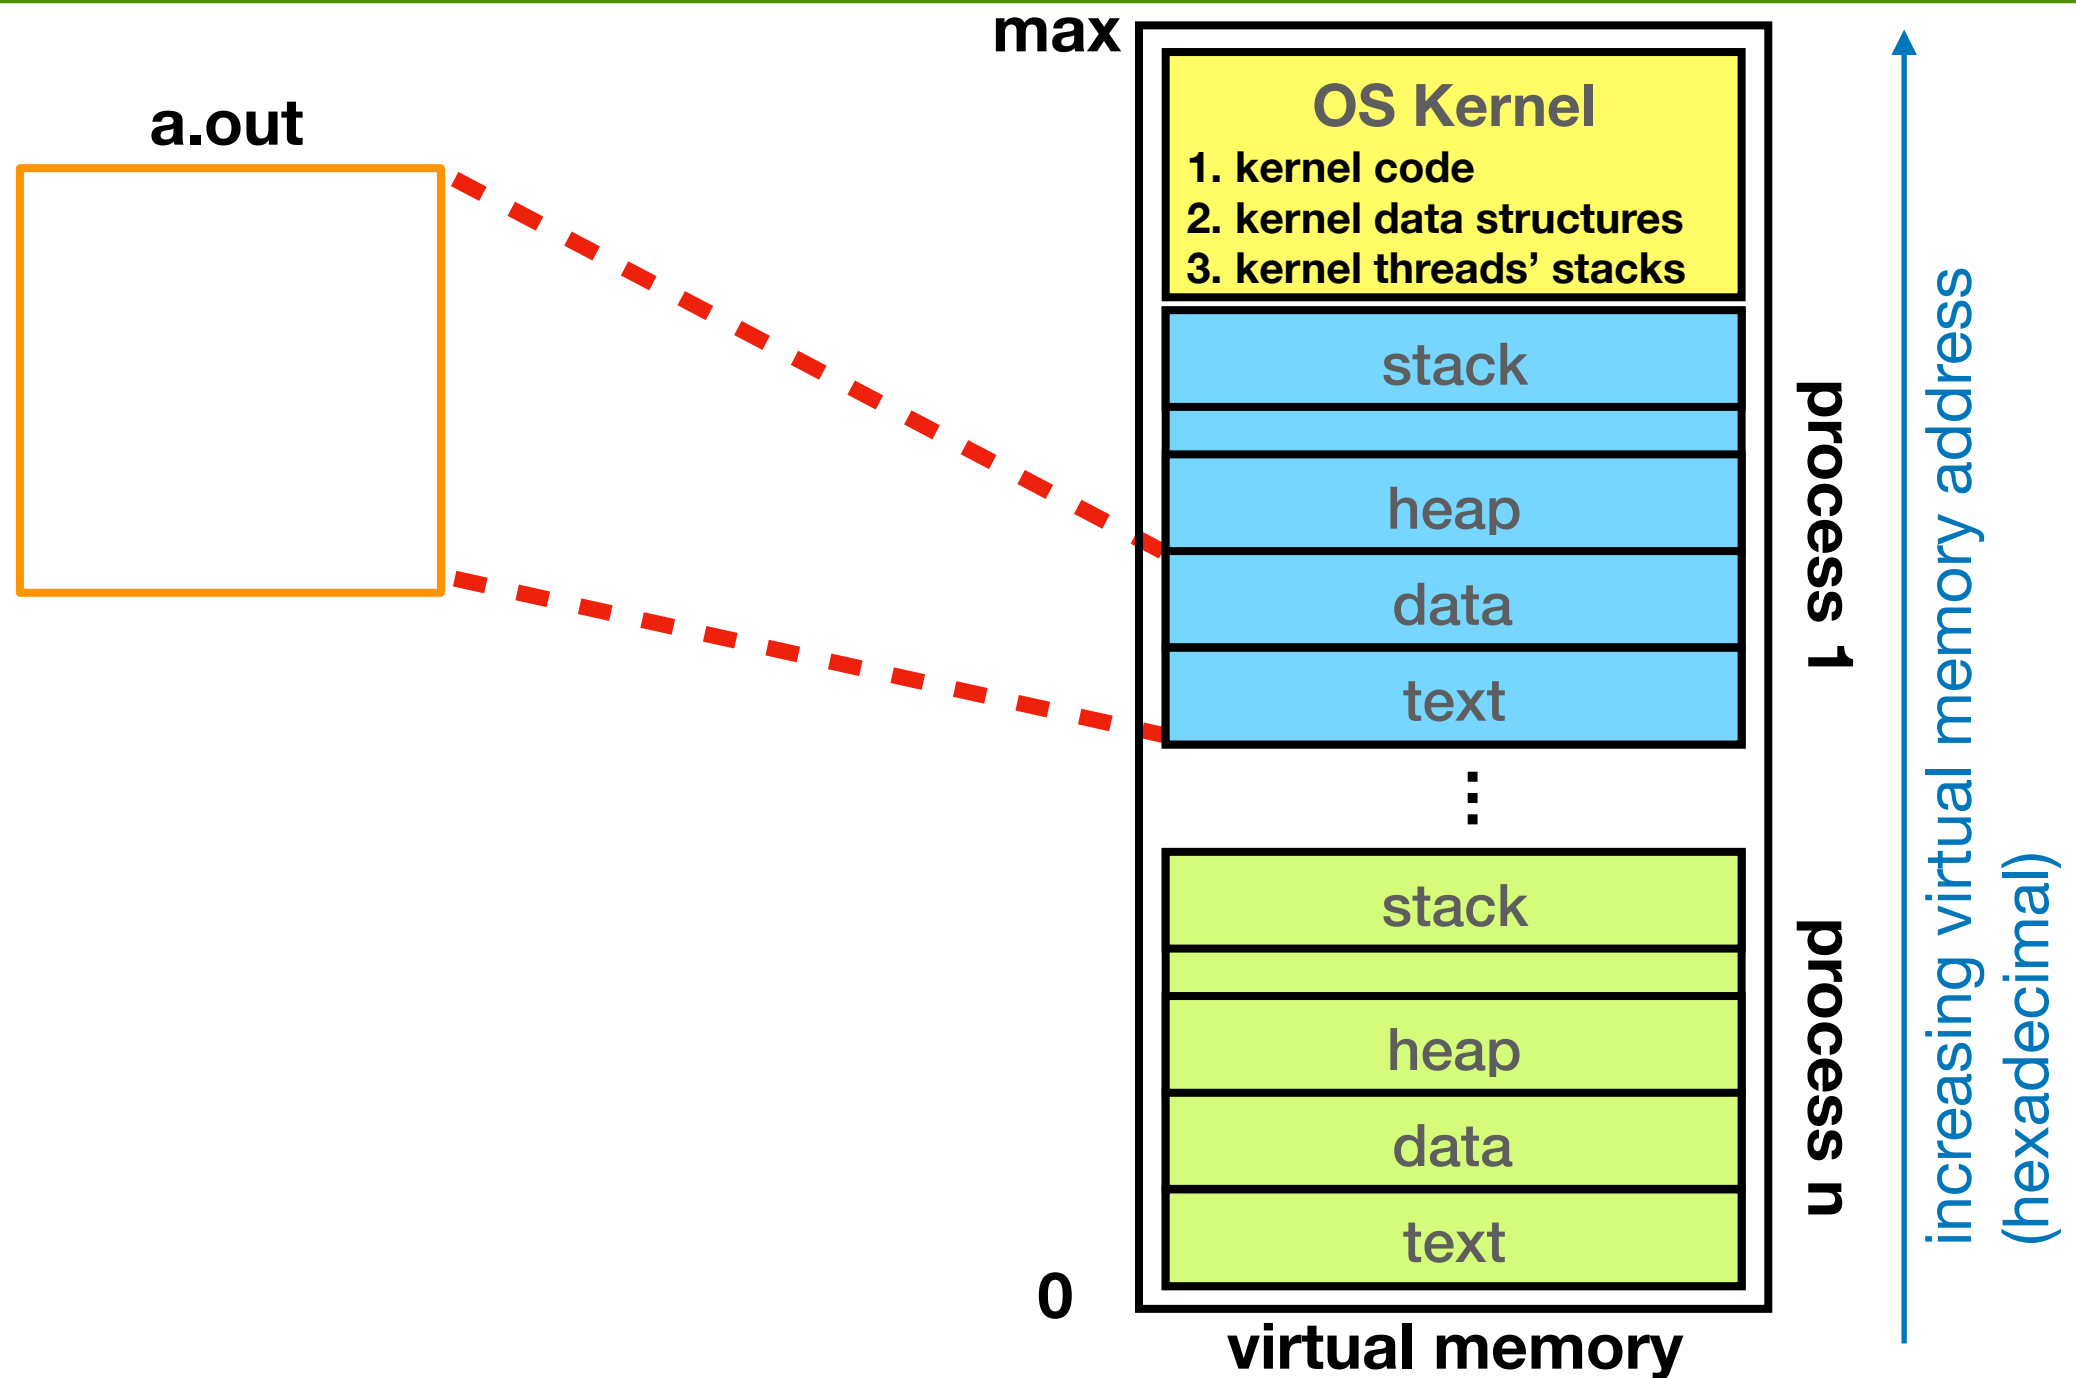 max
a.out
OS Kernel
1. kernel code
2. kernel data structures
3. kernel threads’ stacks
stack
heap
data
text
process 1
⋮
stack
heap
data
text
process n
0
virtual memory
increasing virtual memory address
(hexadecimal)